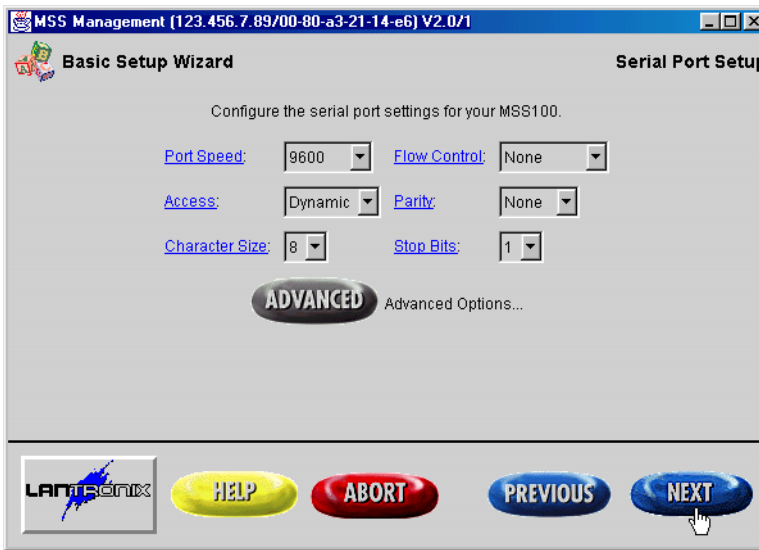 MSS Management (123.456.7.89/00-80-a3-21-14-e6) V2.0/1
Basic Setup Wizard Serial Port Setup
Configure the serial port settings for your MSS100.
Port Speed: 9600 Flow Control: None
Access: Dynamic Parity: None
Character Size: 8 Stop Bits: 1
ADVANCED Advanced Options...
LANTRONIX HELP ABORT PREVIOUS NEXT